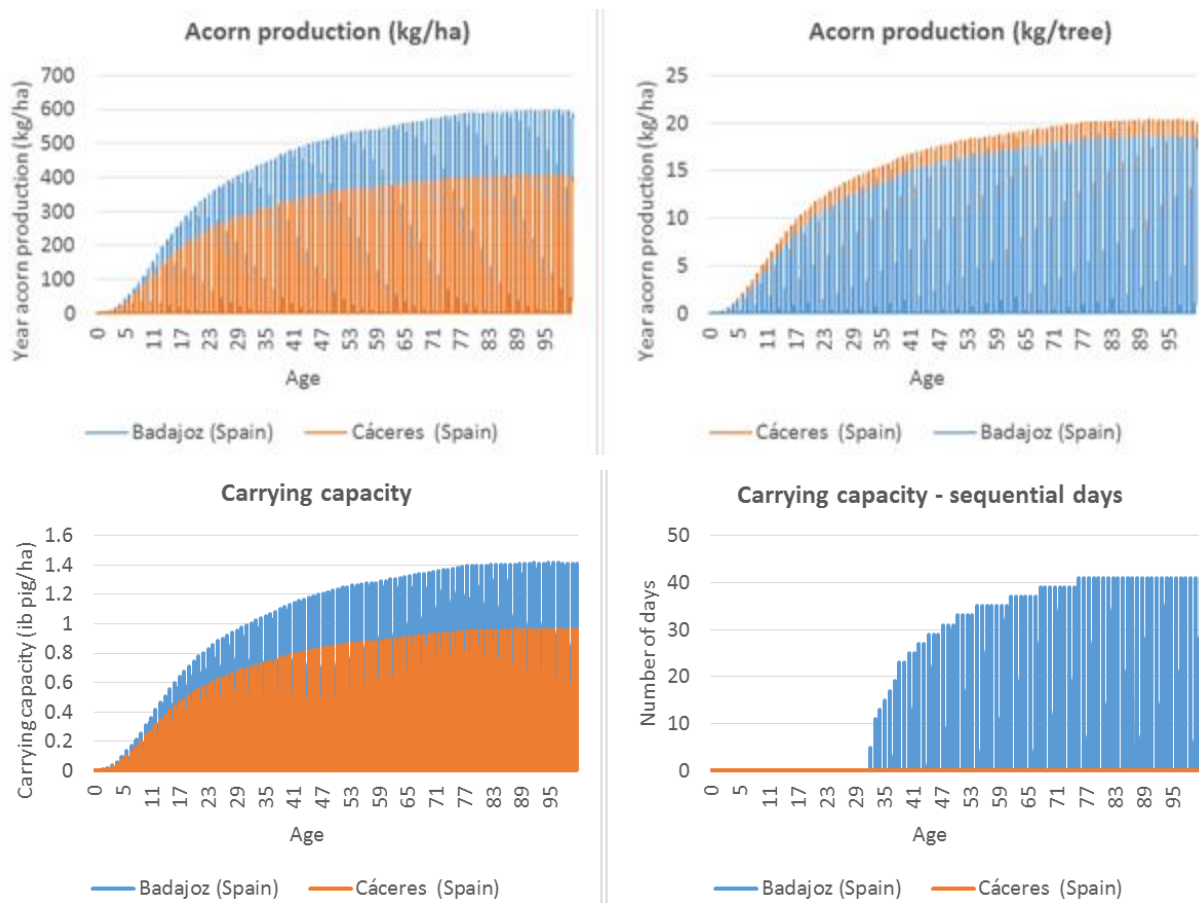 Acorn production (kg/ha)
Year acorn production (kg/ha)
700
600
500
400
300
200
100
0
0 5 11 17 23 29 35 41 47 53 59 65 71 77 83 89 95
Age
Badajoz (Spain) Cáceres (Spain)
Acorn production (kg/tree)
Year acorn production (kg/ha)
25
20
15
10
5
0
0 5 11 17 23 29 35 41 47 53 59 65 71 77 83 89 95
Age
Cáceres (Spain) Badajoz (Spain)
Carrying capacity
Carrying capacity (ib pig/ha)
1.6
1.4
1.2
1
0.8
0.6
0.4
0.2
0
0 5 11 17 23 29 35 41 47 53 59 65 71 77 83 89 95
Age
Badajoz (Spain) Cáceres (Spain)
Carrying capacity - sequential days
Number of days
50
40
30
20
10
0
0 5 11 17 23 29 35 41 47 53 59 65 71 77 83 89 95
Age
Badajoz (Spain) Cáceres (Spain)